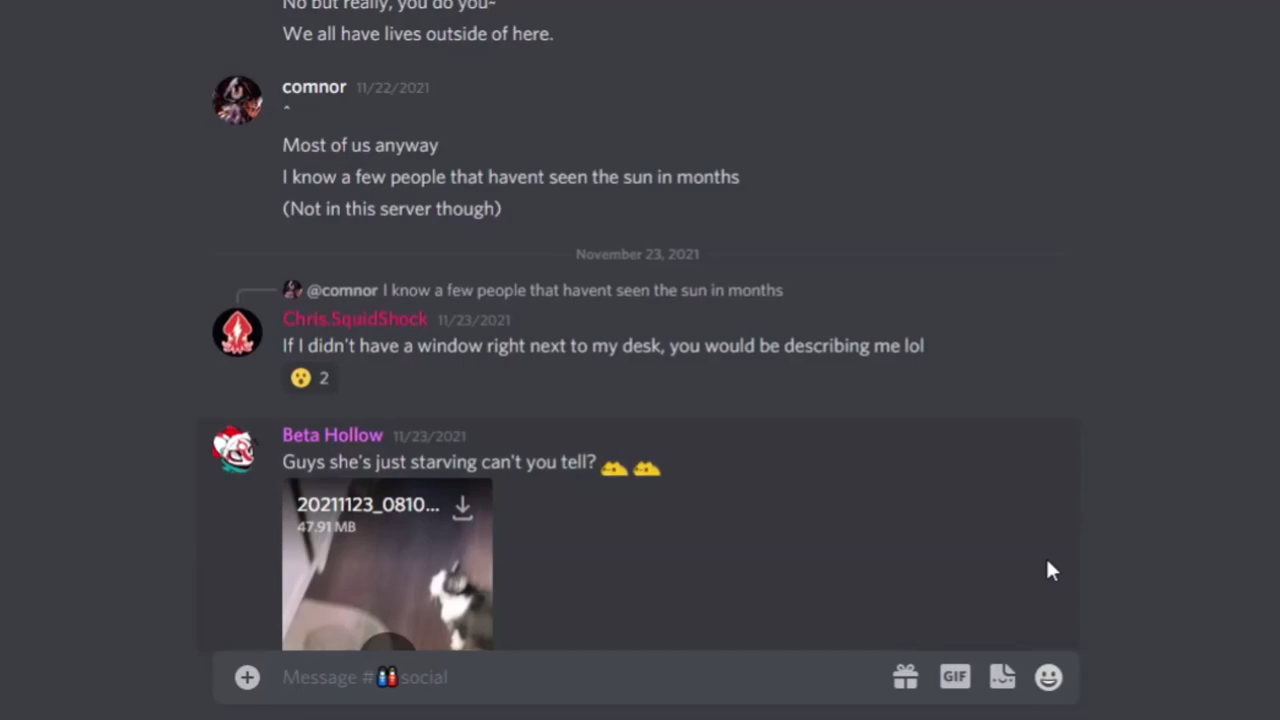 No but really, you do you~
We all have lives outside of here.
comnor 11/22/2021
^
Most of us anyway
I know a few people that havent seen the sun in months
(Not in this server though)
November 23, 2021
@comnor I know a few people that havent seen the sun in months
Chris.SquidShock 11/23/2021
If I didn't have a window right next to my desk, you would be describing me lol
2
Beta Hollow 11/23/2021
Guys she's just starving can't you tell?
20211123_0810...
47.91 MB
Message # social
GIF